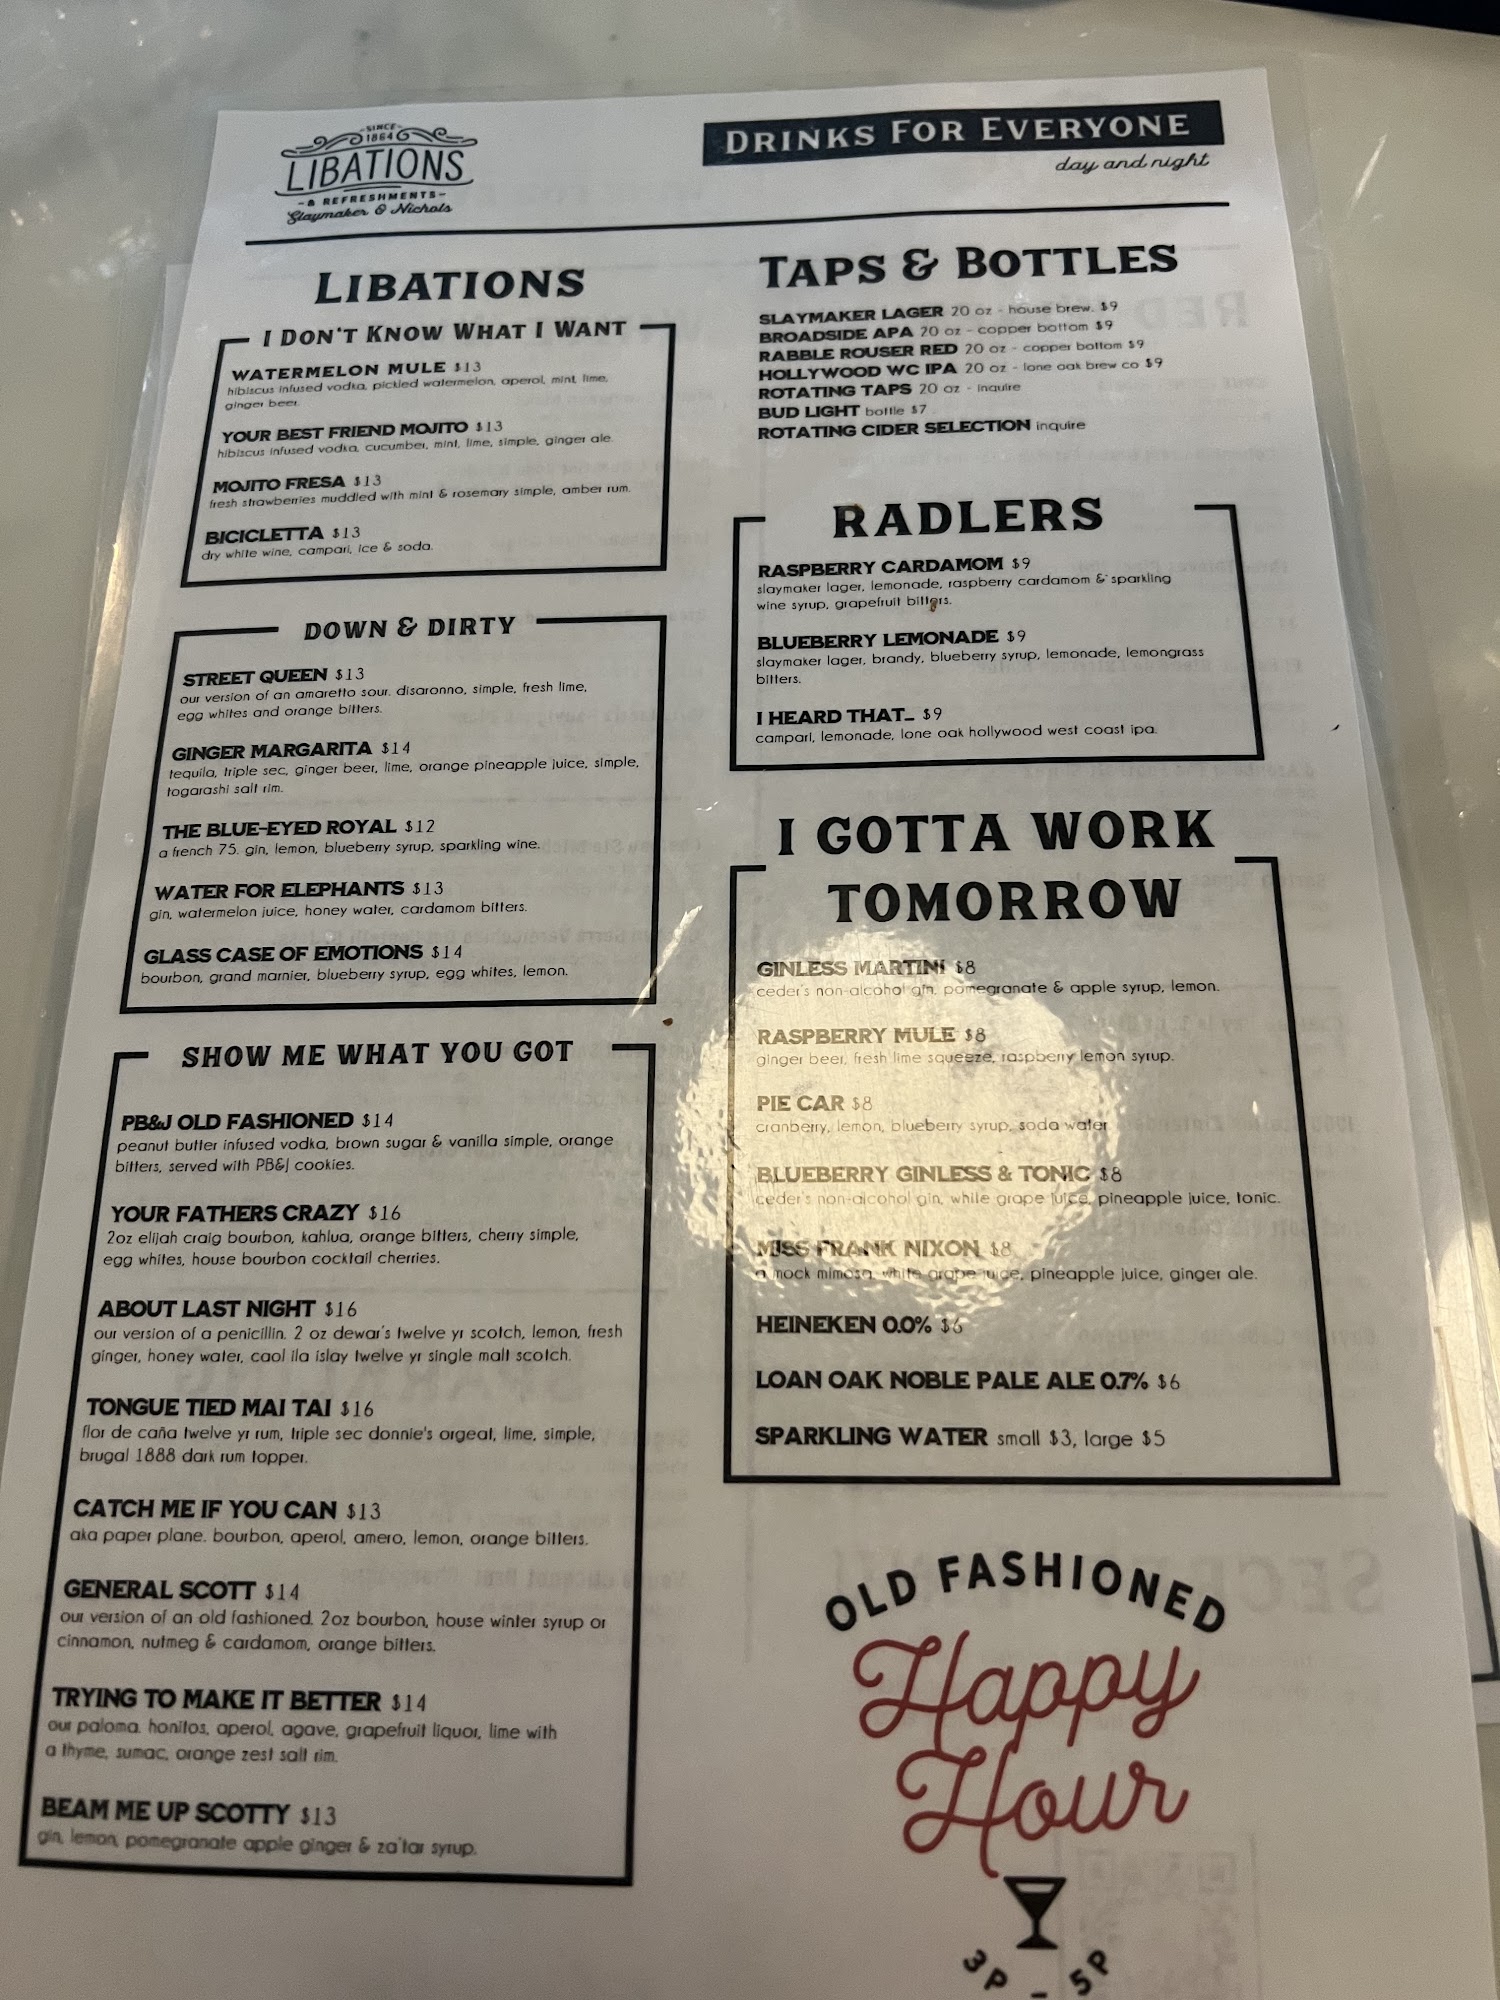 SINCE
1864
LIBATIONS
& REFRESHMENTS
Slaymaker & Nichols
DRINKS FOR EVERYONE
day and night
LIBATIONS
I DON'T KNOW WHAT I WANT
WATERMELON MULE $13
hibiscus infused vodka, pickled watermelon, aperol, mint, lime,
ginger beer.
YOUR BEST FRIEND MOJITO $13
hibiscus infused vodka, cucumber, mint, lime, simple, ginger ale.
MOJITO FRESA $13
fresh strawberries muddled with mint & rosemary simple, amber rum.
BICICLETTA $13
dry white wine, campari, ice & soda.
DOWN & DIRTY
STREET QUEEN $13
our version of an amaretto sour. disaronno, simple, fresh lime,
egg whites and orange bitters.
GINGER MARGARITA $14
tequila, triple sec, ginger beer, lime, orange pineapple juice, simple,
togarashi salt rim.
THE BLUE-EYED ROYAL $12
a french 75. gin, lemon, blueberry syrup, sparkling wine.
WATER FOR ELEPHANTS $13
gin, watermelon juice, honey water, cardamom bitters.
GLASS CASE OF EMOTIONS $14
bourbon, grand marnier, blueberry syrup, egg whites, lemon.
SHOW ME WHAT YOU GOT
PB&J OLD FASHIONED $14
peanut butter infused vodka, brown sugar & vanilla simple, orange
bitters, served with PB&J cookies.
YOUR FATHERS CRAZY $16
2oz elijah craig bourbon, kahlua, orange bitters, cherry simple,
egg whites, house bourbon cocktail cherries.
ABOUT LAST NIGHT $16
our version of a penicillin. 2 oz dewar's twelve yr scotch, lemon, fresh
ginger, honey water, caol ila islay twelve yr single malt scotch.
TONGUE TIED MAI TAI $16
flor de caña twelve yr rum, triple sec donnie's orgeat, lime, simple,
brugal 1888 dark rum topper.
CATCH ME IF YOU CAN $13
aka paper plane. bourbon, aperol, amero, lemon, orange bitters.
GENERAL SCOTT $14
our version of an old fashioned. 2oz bourbon, house winter syrup or
cinnamon, nutmeg & cardamom, orange bitters.
TRYING TO MAKE IT BETTER $14
our paloma. honitos, aperol, agave, grapefruit liquor, lime with
a thyme, sumac, orange zest salt rim.
BEAM ME UP SCOTTY $13
gin, lemon, pomegranate apple ginger & za'tar syrup.
TAPS & BOTTLES
SLAYMAKER LAGER 20 oz - house brew. $9
BROADSIDE APA 20 oz - copper bottom $9
RABBLE ROUSER RED 20 oz - copper bottom $9
HOLLYWOOD WC IPA 20 oz - lone oak brew co $9
ROTATING TAPS 20 oz - inquire
BUD LIGHT bottle $7
ROTATING CIDER SELECTION inquire
RADLERS
RASPBERRY CARDAMOM $9
slaymaker lager, lemonade, raspberry cardamom & sparkling
wine syrup, grapefruit bitters.
BLUEBERRY LEMONADE $9
slaymaker lager, brandy, blueberry syrup, lemonade, lemongrass
bitters.
I HEARD THAT... $9
campari, lemonade, lone oak hollywood west coast ipa.
I GOTTA WORK
TOMORROW
GINLESS MARTINI $8
ceder's non-alcohol gin, pomegranate & apple syrup, lemon.
RASPBERRY MULE $8
ginger beer, fresh lime squeeze, raspberry lemon syrup.
PIE CAR $8
cranberry, lemon, blueberry syrup, soda water
BLUEBERRY GINLESS & TONIC $8
ceder's non-alcohol gin, white grape juice, pineapple juice, tonic.
MISS FRANK NIXON $8
a mock mimosa. white grape juice, pineapple juice, ginger ale.
HEINEKEN 0.0% $6
LOAN OAK NOBLE PALE ALE 0.7% $6
SPARKLING WATER small $3, large $5
OLD FASHIONED
Happy
Hour
3P - 5P